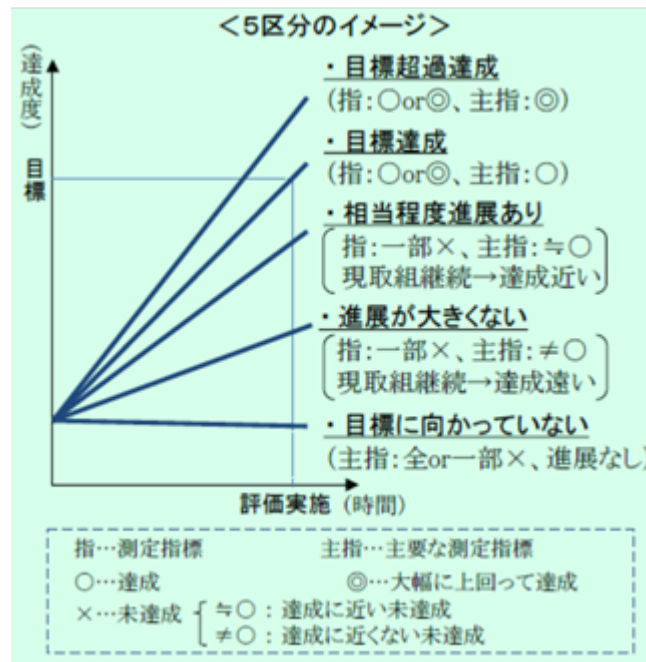 <5区分のイメージ>
(達成度)
目標
・目標超過達成
(指:○or◎、主指:◎)
・目標達成
(指:○or◎、主指:○)
・相当程度進展あり
指:一部×、主指:≒○
現取組継続→達成近い
・進展が大きくない
指:一部×、主指:≠○
現取組継続→達成遠い
・目標に向かっていない
(主指:全or一部×、進展なし)
評価実施 (時間)
指…測定指標 主指…主要な測定指標
○…達成 ◎…大幅に上回って達成
×…未達成 ≒○:達成に近い未達成
≠○:達成に近くない未達成